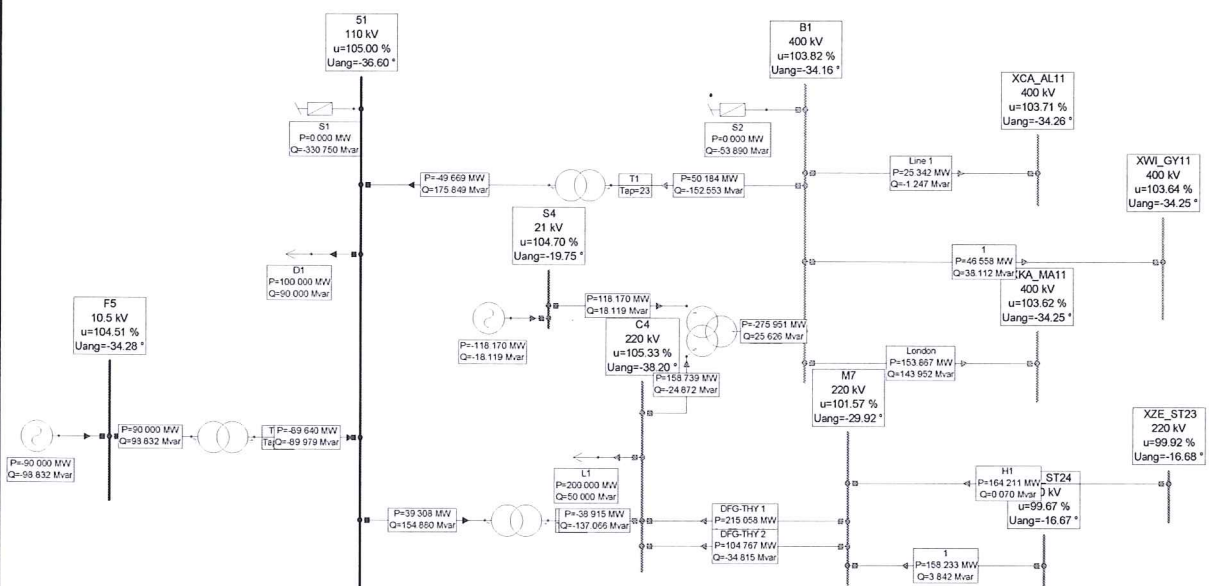 51
110 kV
u=105.00 %
Uang=-36.60 °
B1
400 kV
u=103.82 %
Uang=-34.16 °
XCA_AL11
400 kV
u=103.71 %
Uang=-34.26 °
XWI_GY11
400 kV
u=103.64 %
Uang=-34.25 °
S1
P=0.000 MW
Q=-330.750 Mvar
S2
P=0.000 MW
Q=-53.890 Mvar
Line 1
P=25.342 MW
Q=-1.247 Mvar
P=-49.669 MW
Q=175.849 Mvar
T1
Tap=23
P=50.184 MW
Q=-152.553 Mvar
S4
21 kV
u=104.70 %
Uang=-19.75 °
D1
P=100.000 MW
Q=90.000 Mvar
1
P=46.558 MW
Q=38.112 Mvar
KA_MA11
400 kV
u=103.62 %
Uang=-34.25 °
F5
10.5 kV
u=104.51 %
Uang=-34.28 °
P=-118.170 MW
Q=-18.119 Mvar
P=118.170 MW
Q=18.119 Mvar
C4
220 kV
u=105.33 %
Uang=-38.20 °
P=-275.951 MW
Q=25.626 Mvar
P=158.739 MW
Q=-24.872 Mvar
London
P=153.867 MW
Q=143.952 Mvar
M7
220 kV
u=101.57 %
Uang=-29.92 °
XZE_ST23
220 kV
u=99.92 %
Uang=-16.68 °
P=-90.000 MW
Q=-98.832 Mvar
P=90.000 MW
Q=98.832 Mvar
P=-89.640 MW
Q=-89.979 Mvar
L1
P=200.000 MW
Q=50.000 Mvar
H1
P=164.211 MW
Q=0.070 Mvar
_ST24
kV
u=99.67 %
Uang=-16.67 °
P=39.308 MW
Q=154.880 Mvar
P=-38.915 MW
Q=-137.066 Mvar
DFG-THY 1
P=215.058 MW
DFG-THY 2
P=104.767 MW
Q=-34.815 Mvar
1
P=158.233 MW
Q=3.842 Mvar